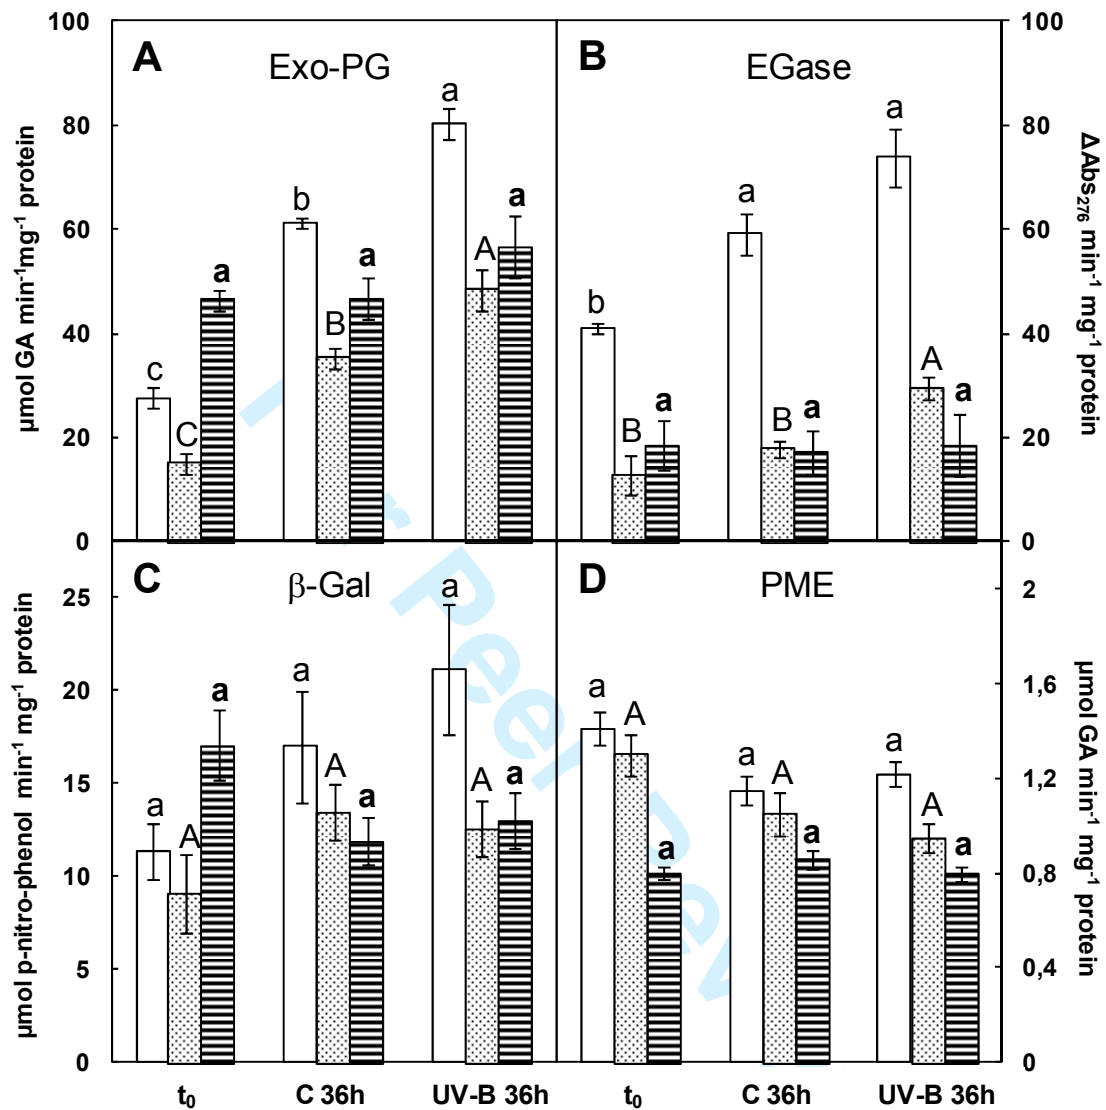 100
A
Exo-PG
B
EGase
100
80
60
40
20
0
µmol GA min⁻¹mg⁻¹ protein
c
C
a
b
B
a
a
A
a
b
B
a
a
B
a
a
A
a
80
60
40
20
0
ΔAbs₂₇₆ min⁻¹ mg⁻¹ protein
C
β-Gal
D
PME
25
20
15
10
5
0
µmol p-nitro-phenol min⁻¹ mg⁻¹ protein
a
A
a
a
A
a
a
A
a
a
A
a
a
A
a
a
A
a
2
1,6
1,2
0,8
0,4
0
µmol GA min⁻¹ mg⁻¹ protein
t₀
C 36h
UV-B 36h
t₀
C 36h
UV-B 36h
Peer